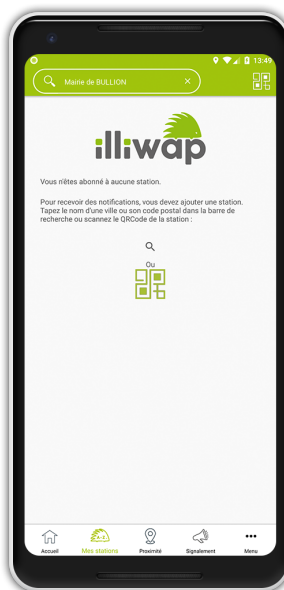 13:49
Mairie de BULLION
illiwap
Vous n'êtes abonné à aucune station.
Pour recevoir des notifications, vous devez ajouter une station.
Tapez le nom d'une ville ou son code postal dans la barre de
recherche ou scannez le QRCode de la station :
Ou
Accueil Mes stations Proximité Signalement Menu